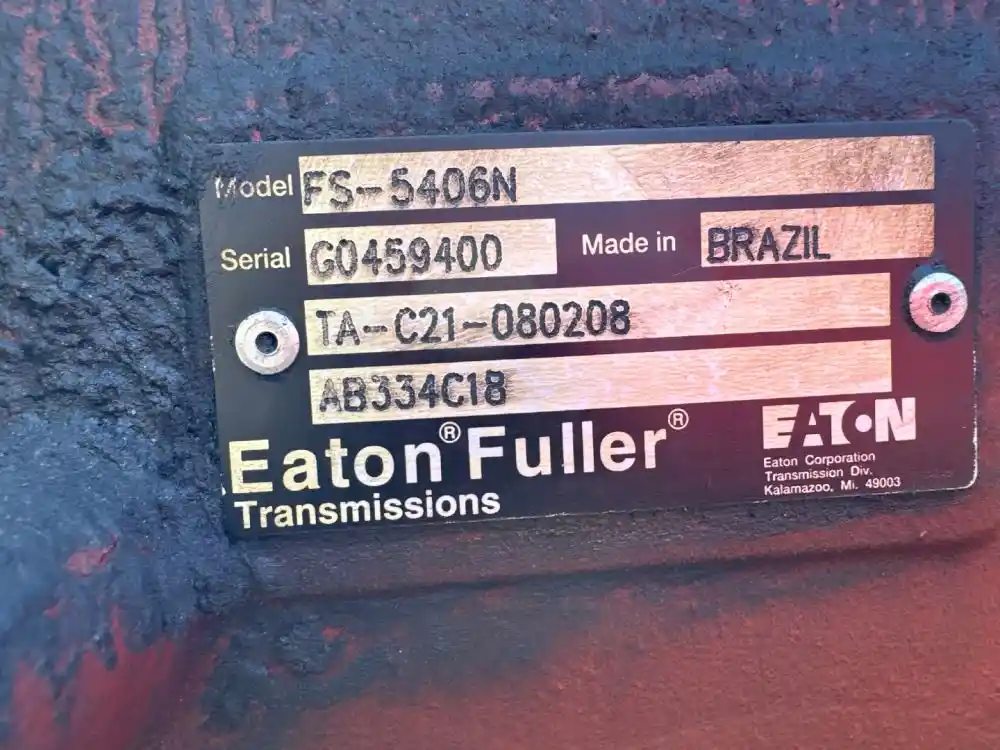 Model FS-5406N
Serial G0459400 Made in BRAZIL
TA-C21-080208
AB334C18
Eaton® Fuller®
Transmissions
EATON
Eaton Corporation
Transmission Div.
Kalamazoo, Mi. 49003